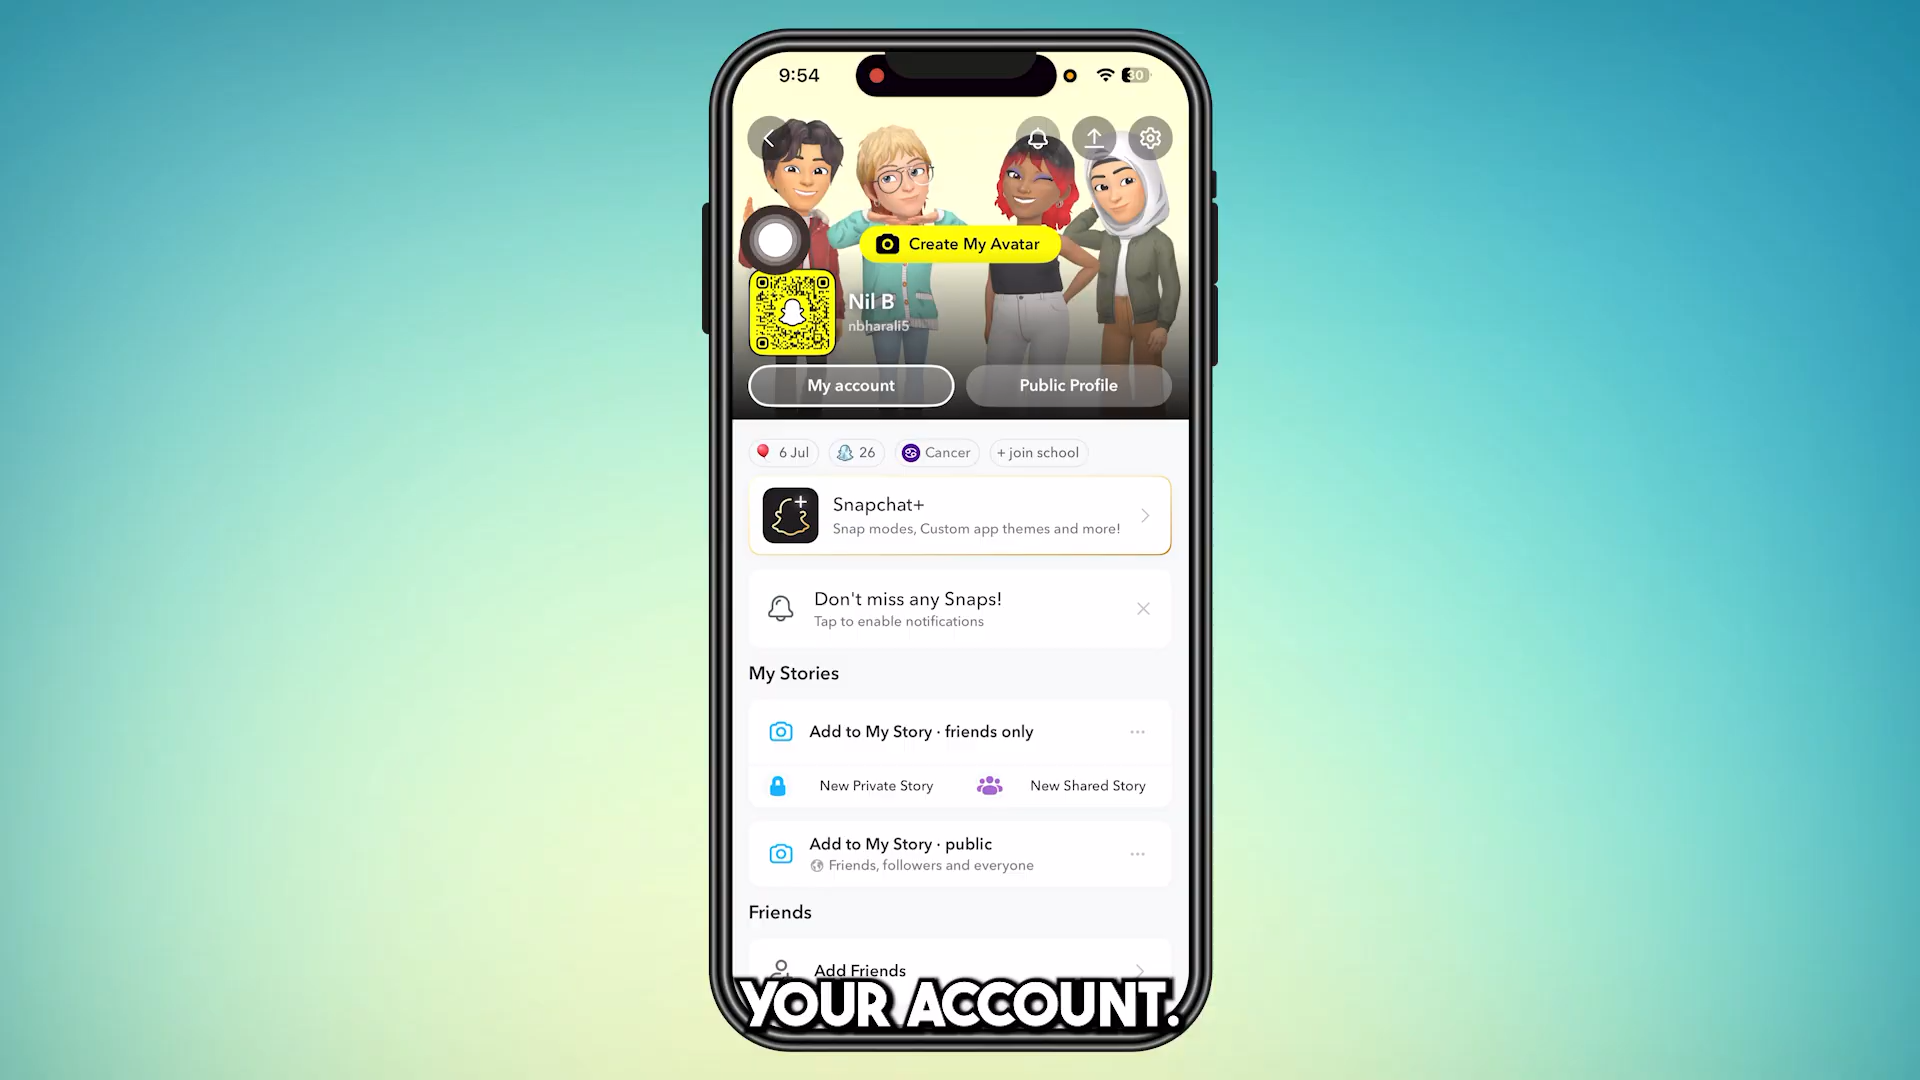 9:54
30
Create My Avatar
Nil B
nbharali5
My account
Public Profile
6 Jul
26
Cancer
+ join school
Snapchat+
Snap modes, Custom app themes and more!
Don't miss any Snaps!
Tap to enable notifications
My Stories
Add to My Story · friends only
New Private Story
New Shared Story
Add to My Story · public
Friends, followers and everyone
Friends
Add Friends
YOUR ACCOUNT.